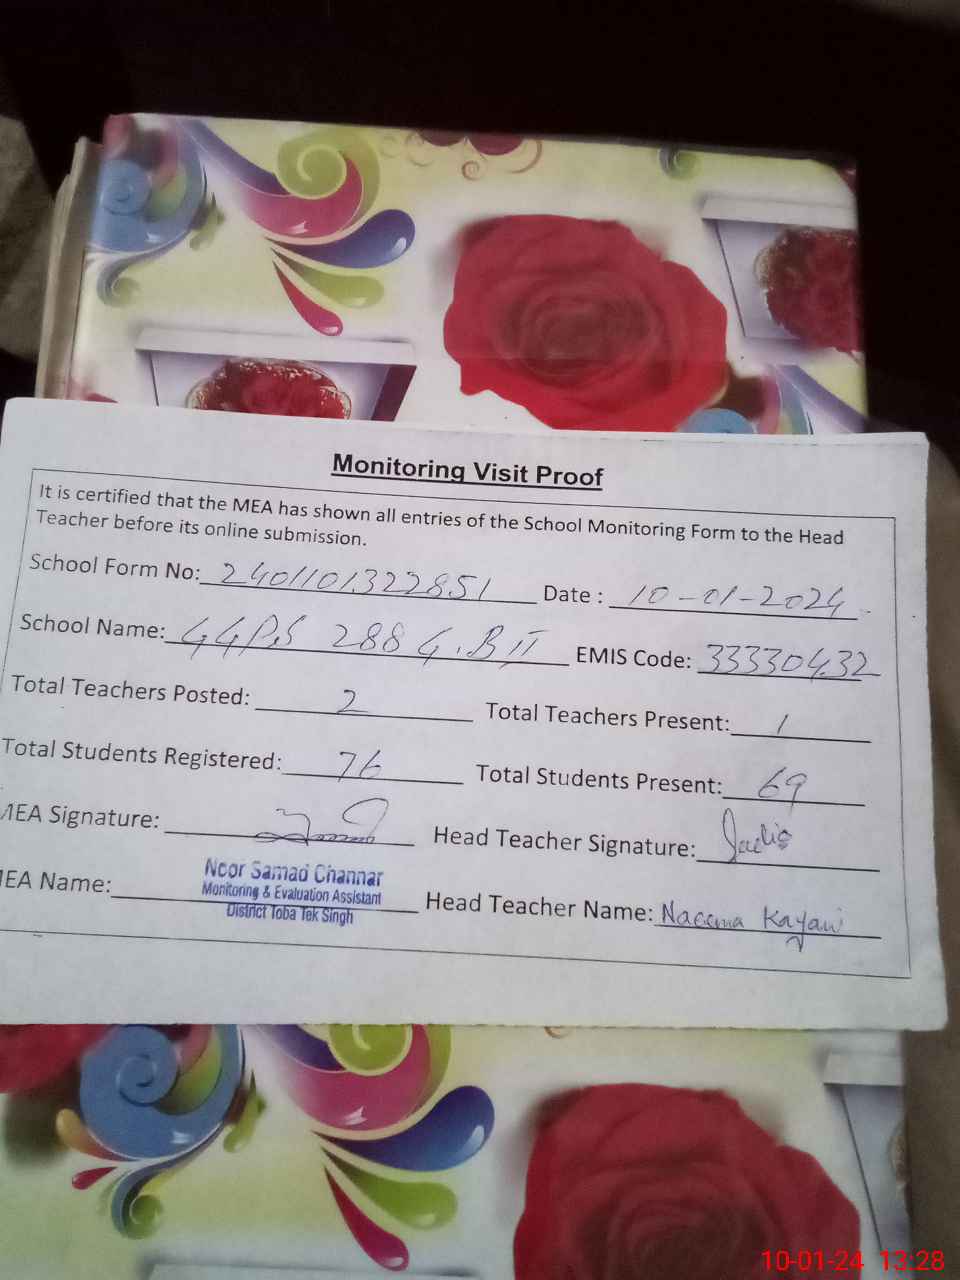 Monitoring Visit Proof
It is certified that the MEA has shown all entries of the School Monitoring Form to the Head
Teacher before its online submission.
School Form No: 2401101322851 Date : 10-01-2024
School Name: GGPS 288 G.B II EMIS Code: 33330432
Total Teachers Posted: 2 Total Teachers Present: 1
Total Students Registered: 76 Total Students Present: 69
MEA Signature: Head Teacher Signature:
MEA Name: Noor Samad Channar
Monitoring & Evaluation Assistant
District Toba Tek Singh
Head Teacher Name: Naeema Kayani
10-01-24 13:28